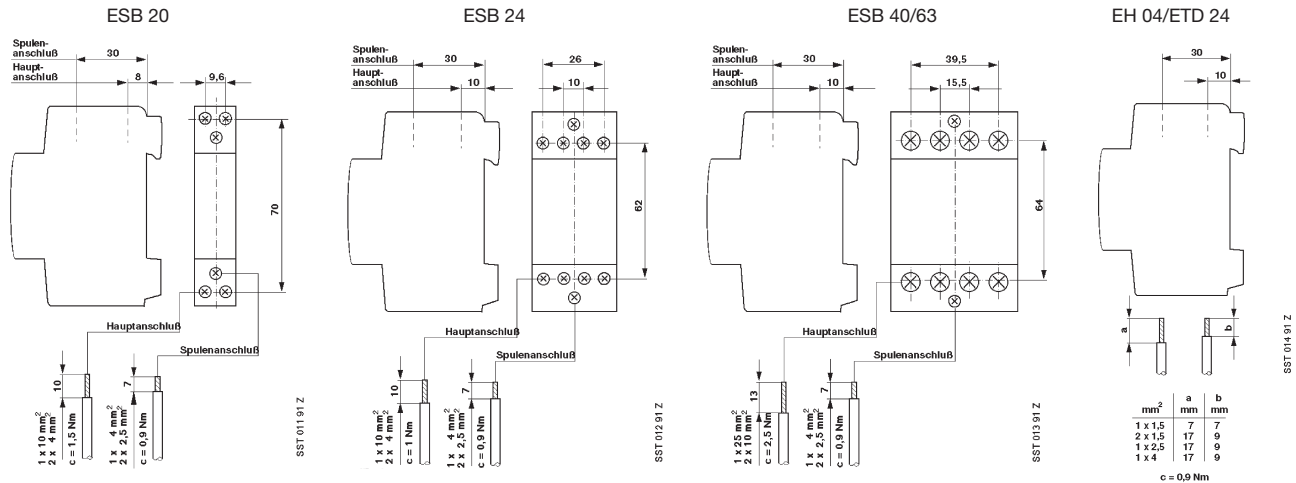 ESB 20
Spulen-
anschluß
30
Haupt-
anschluß
8
9,6
70
Hauptanschluß
Spulenanschluß
10
7
1 x 10 mm²
2 x 4 mm²
c = 1,5 Nm
1 x 4 mm²
2 x 2,5 mm²
c = 0,9 Nm
SST 011 91 Z
ESB 24
Spulen-
anschluß
30
Haupt-
anschluß
10
26
10
62
Hauptanschluß
Spulenanschluß
10
7
1 x 10 mm²
2 x 4 mm²
c = 1 Nm
1 x 4 mm²
2 x 2,5 mm²
c = 0,9 Nm
SST 012 91 Z
ESB 40/63
Spulen-
anschluß
30
Haupt-
anschluß
10
39,5
15,5
64
Hauptanschluß
Spulenanschluß
13
7
1 x 25 mm²
2 x 10 mm²
c = 2,5 Nm
1 x 4 mm²
2 x 2,5 mm²
c = 0,9 Nm
SST 013 91 Z
EH 04/ETD 24
30
10
a
b
a b
mm² mm mm
1 x 1,5 7 7
2 x 1,5 17 9
1 x 2,5 17 9
1 x 4 17 9
c = 0,9 Nm
SST 014 91 Z